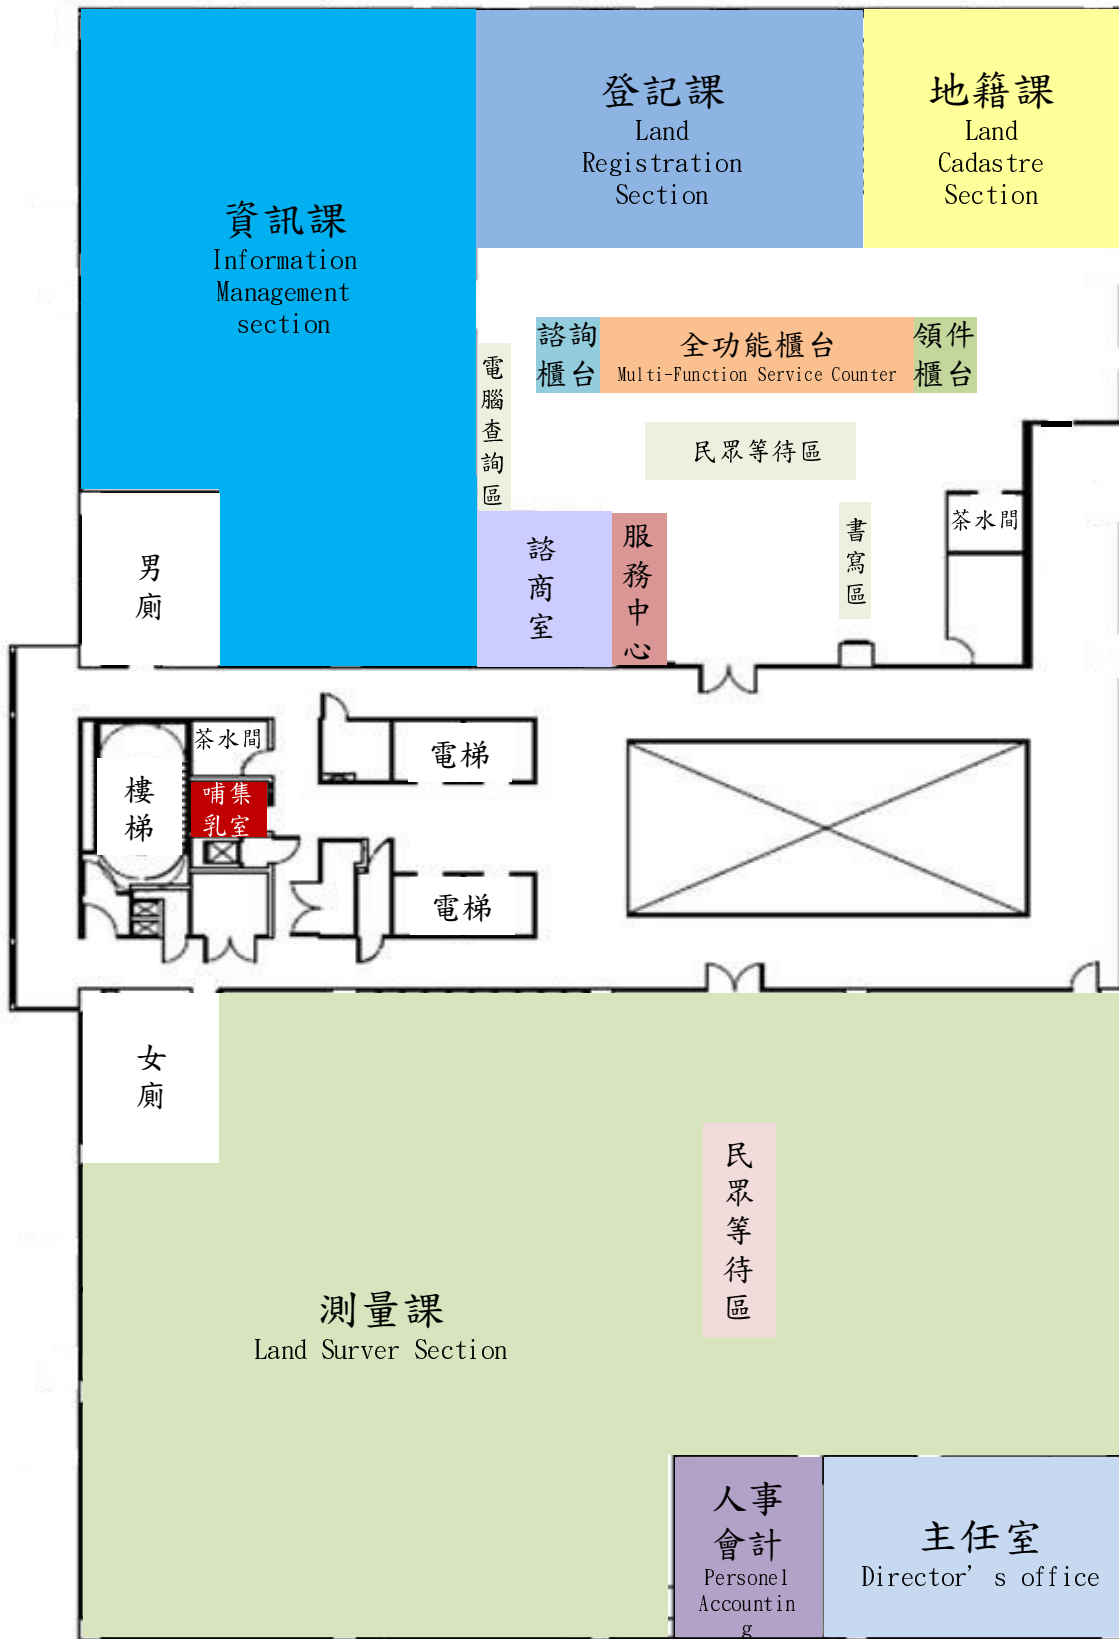 登記課
Land
Registration
Section
地籍課
Land
Cadastre
Section
資訊課
Information
Management
section
諮詢
櫃台
全功能櫃台
Multi-Function Service Counter
領件
櫃台
電腦查詢區
民眾等待區
書寫區
茶水間
男廁
諮商室
服務中心
茶水間
電梯
樓梯
哺集
乳室
電梯
女廁
民眾等待區
測量課
Land Surver Section
人事
會計
Personel
Accountin
g
主任室
Director’s office